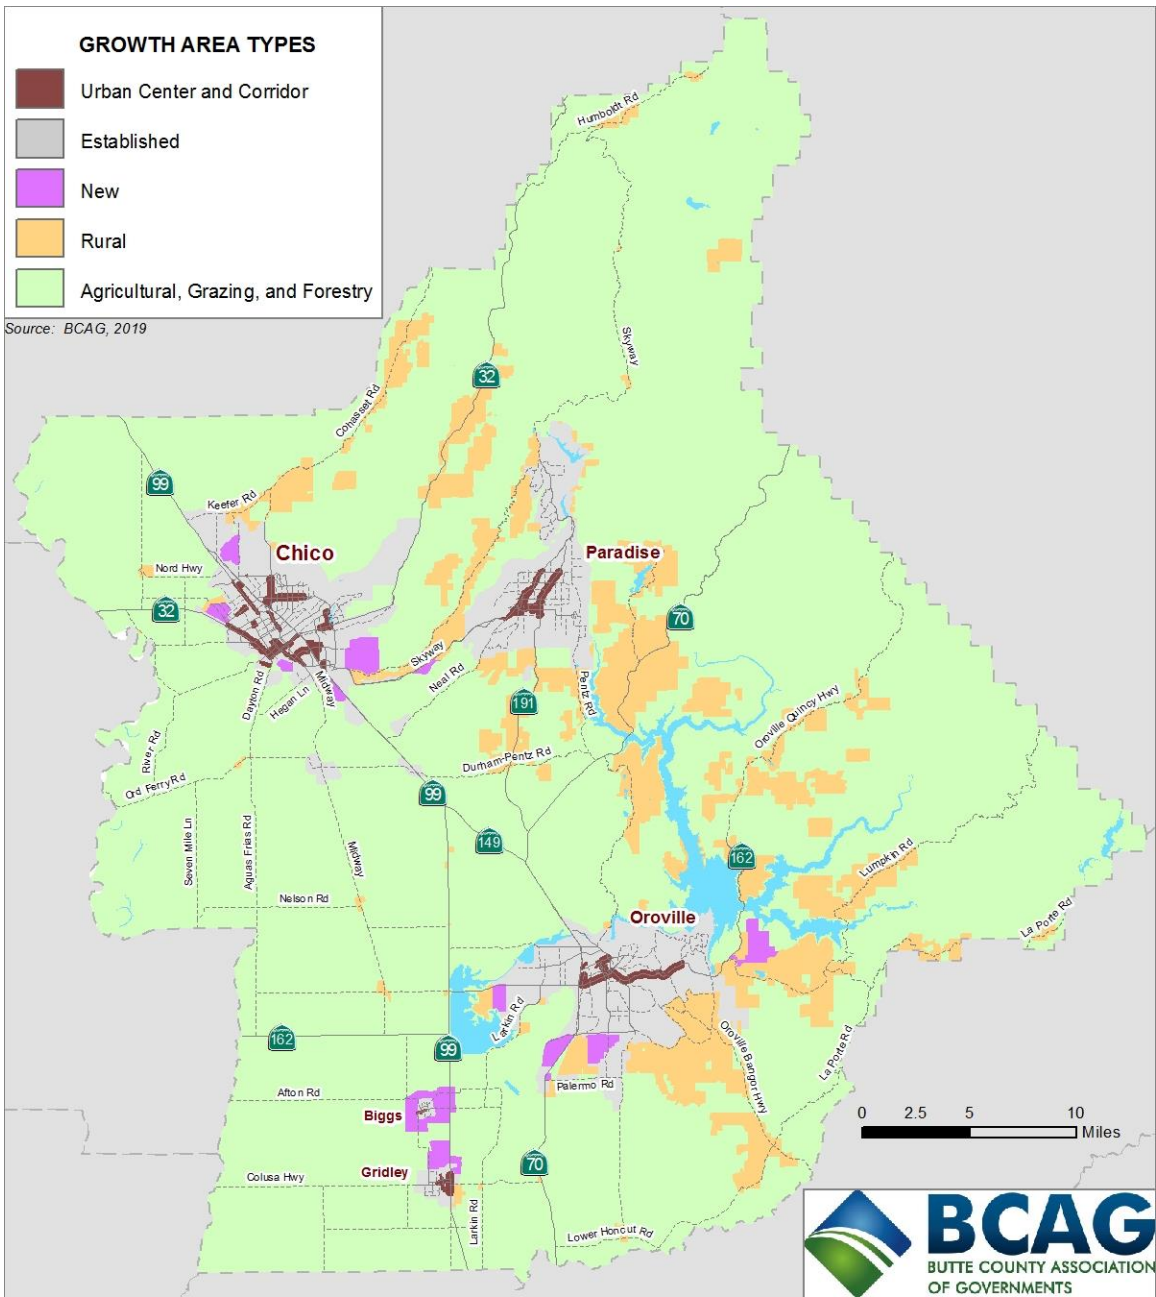 GROWTH AREA TYPES
Urban Center and Corridor
Established
New
Rural
Agricultural, Grazing, and Forestry
Source: BCAG, 2019
Humboldt Rd
Skyway
32
Cohasset Rd
99
Keefer Rd
Chico
Paradise
Nord Hwy
32
70
Skyway
Neal Rd
Pentz Rd
Dayton Rd
Hegan Ln
Midway
191
Oroville Quincy Hwy
River Rd
Durham-Pentz Rd
Ord Ferry Rd
99
149
Seven Mile Ln
Aguas Frias Rd
Midway
162
Lumpkin Rd
Nelson Rd
Oroville
La Porte Rd
Larkin Rd
162
99
Oroville Bangor Hwy
La Porte Rd
Afton Rd
Palermo Rd
Biggs
0 2.5 5 10
Miles
Gridley
70
Colusa Hwy
Larkin Rd
Lower Honcut Rd
BCAG
BUTTE COUNTY ASSOCIATION
OF GOVERNMENTS